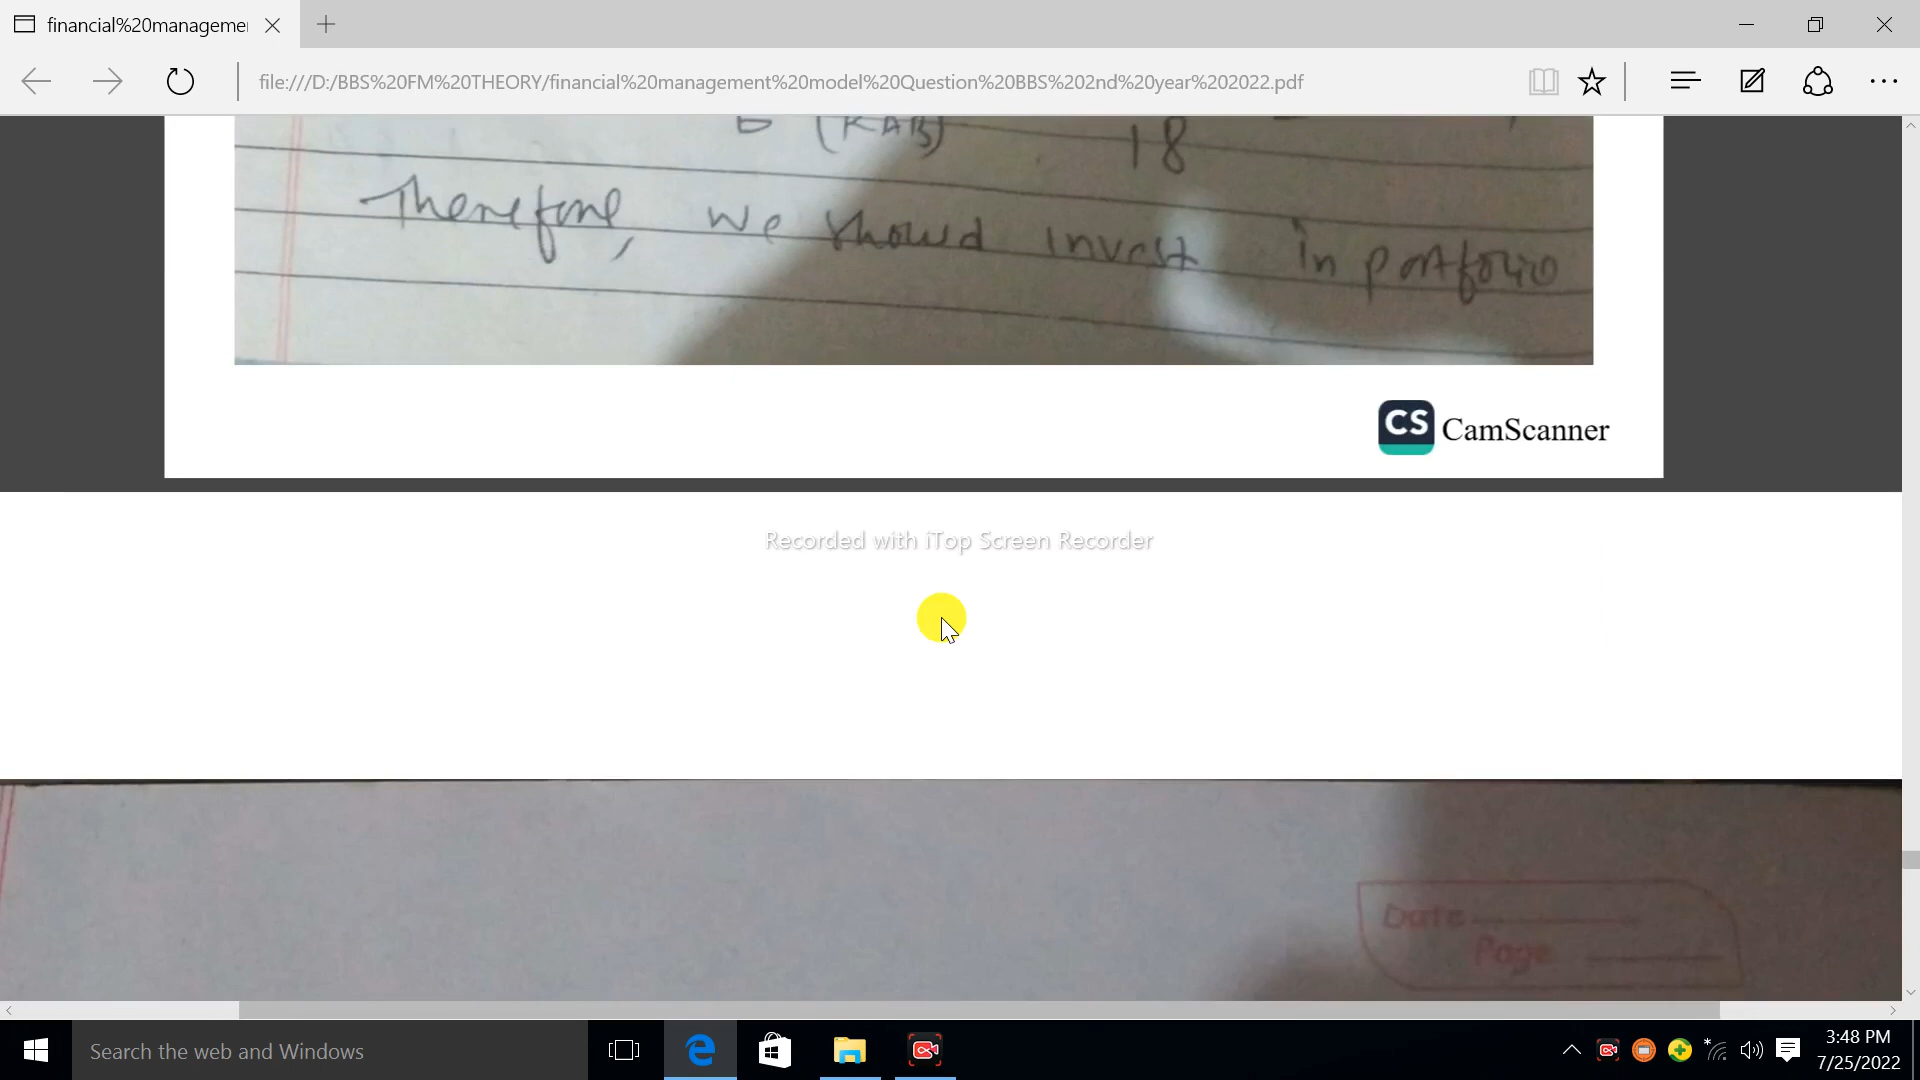 financial%20manageme
file:///D:/BBS%20FM%20THEORY/financial%20management%20model%20Question%20BBS%202nd%20year%202022.pdf
B (KAB) 18
Therefore, we should invest in portfolio
CS CamScanner
Recorded with iTop Screen Recorder
Date
Page
Search the web and Windows
3:48 PM
7/25/2022